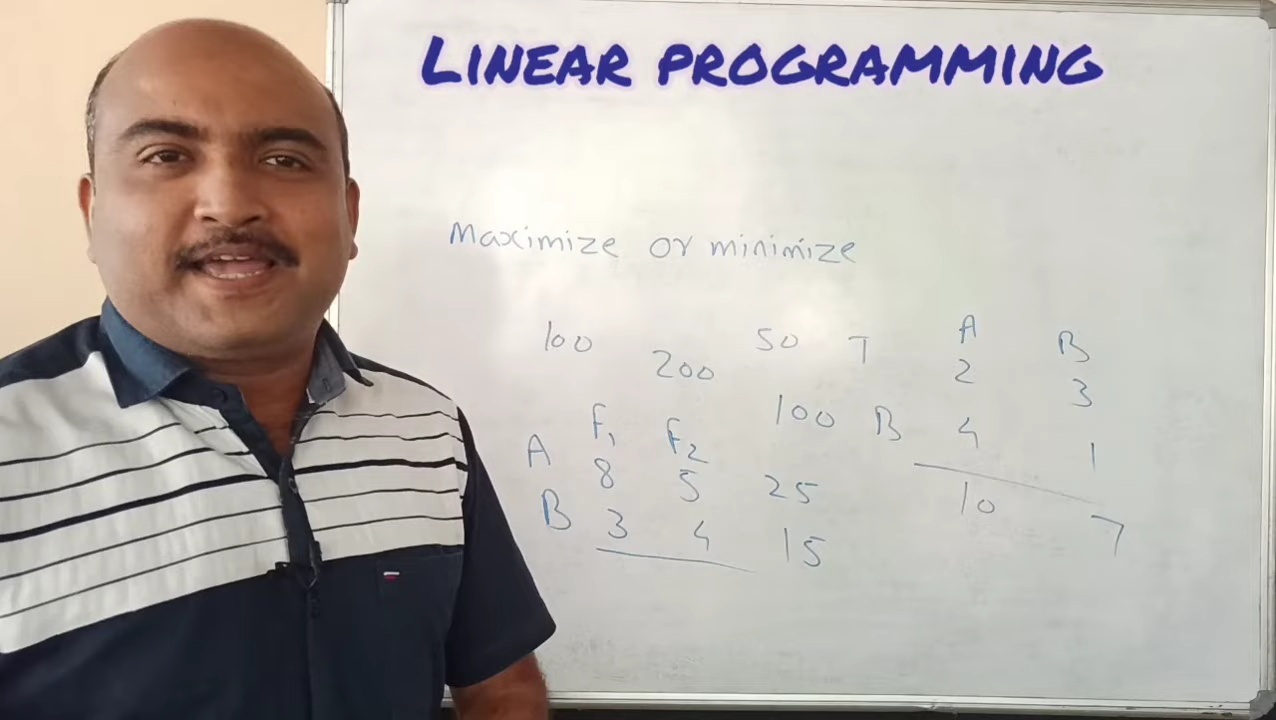 LINEAR PROGRAMMING
Maximize or minimize
100 200 50 T A B
2 3
100 B 4 1
F1 F2
A 8 5 25 10 7
B 3 4 15